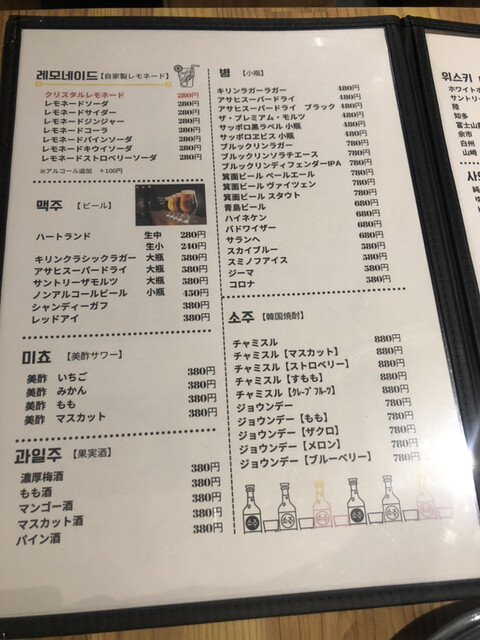 레모네이드【自家製レモネード】
クリスタルレモネード 280円
レモネードソーダ 280円
レモネードサイダー 280円
レモネードジンジャー 280円
レモネードコーラ 280円
レモネードパインソーダ 280円
レモネードキウイソーダ 280円
レモネードストロベリーソーダ 280円
※アルコール追加 +100円
맥주【ビール】
ハートランド 生中 280円
生小 240円
キリンクラシックラガー 大瓶 580円
アサヒスーパードライ 大瓶 580円
サントリーザモルツ 大瓶 580円
ノンアルコールビール 小瓶 450円
シャンディーガフ 380円
レッドアイ 380円
미쵸【美酢サワー】
美酢 いちご 380円
美酢 みかん 380円
美酢 もも 380円
美酢 マスカット 380円
과일주【果実酒】
濃厚梅酒 380円
もも酒 380円
マンゴー酒 380円
マスカット酒 380円
パイン酒 380円
병【小瓶】
キリンラガーラガー 480円
アサヒスーパードライ 480円
アサヒスーパードライ ブラック 480円
ザ・プレミアム・モルツ 480円
サッポロ黒ラベル 小瓶 480円
サッポロヱビス 小瓶 480円
ブルックリンラガー 780円
ブルックリンソラチエース 780円
ブルックリンディフェンダーIPA 780円
箕面ビール ペールエール 780円
箕面ビール ヴァイツェン 780円
箕面ビール スタウト 780円
青島ビール 680円
ハイネケン 580円
バドワイザー 580円
サランへ 580円
スカイブルー 580円
スミノフアイス 580円
ジーマ 580円
コロナ 580円
소주【韓国焼酎】
チャミスル 880円
チャミスル【マスカット】 880円
チャミスル【ストロベリー】 880円
チャミスル【すもも】 880円
チャミスル【グレープフルーツ】 880円
ジョウンデー 780円
ジョウンデー【もも】 780円
ジョウンデー【ザクロ】 780円
ジョウンデー【メロン】 780円
ジョウンデー【ブルーベリー】 780円
위스키
ホワイト
サントリー
陸
知多
富士山
余市
白州
山崎